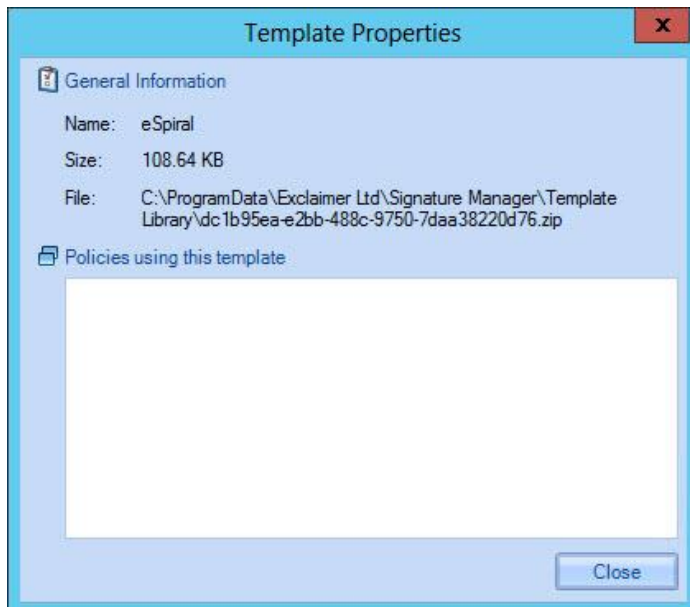 Template Properties
x
General Information
Name: eSpiral
Size: 108.64 KB
File: C:\ProgramData\Exclaimer Ltd\Signature Manager\Template
Library\dc1b95ea-e2bb-488c-9750-7daa38220d76.zip
Policies using this template
Close